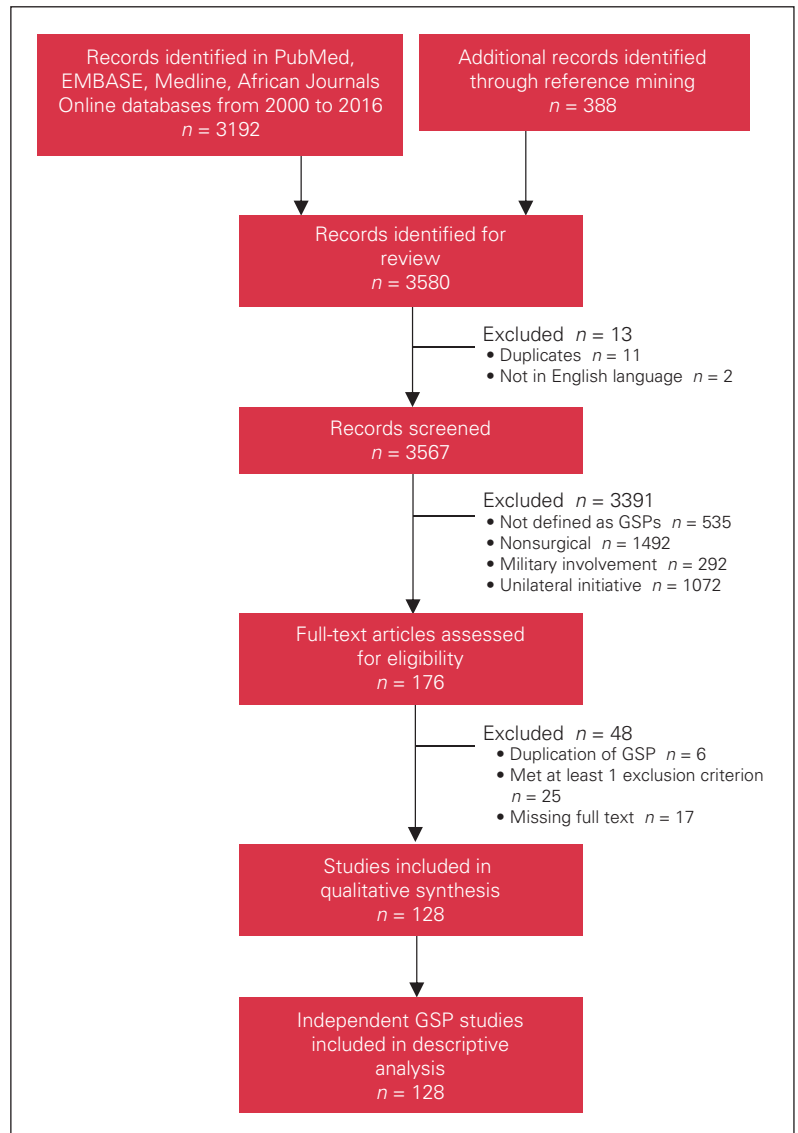 Records identified in PubMed,
EMBASE, Medline, African Journals
Online databases from 2000 to 2016
n = 3192
Additional records identified
through reference mining
n = 388
Records identified for
review
n = 3580
Excluded n = 13
• Duplicates n = 11
• Not in English language n = 2
Records screened
n = 3567
Excluded n = 3391
• Not defined as GSPs n = 535
• Nonsurgical n = 1492
• Military involvement n = 292
• Unilateral initiative n = 1072
Full-text articles assessed
for eligibility
n = 176
Excluded n = 48
• Duplication of GSP n = 6
• Met at least 1 exclusion criterion
n = 25
• Missing full text n = 17
Studies included in
qualitative synthesis
n = 128
Independent GSP studies
included in descriptive
analysis
n = 128